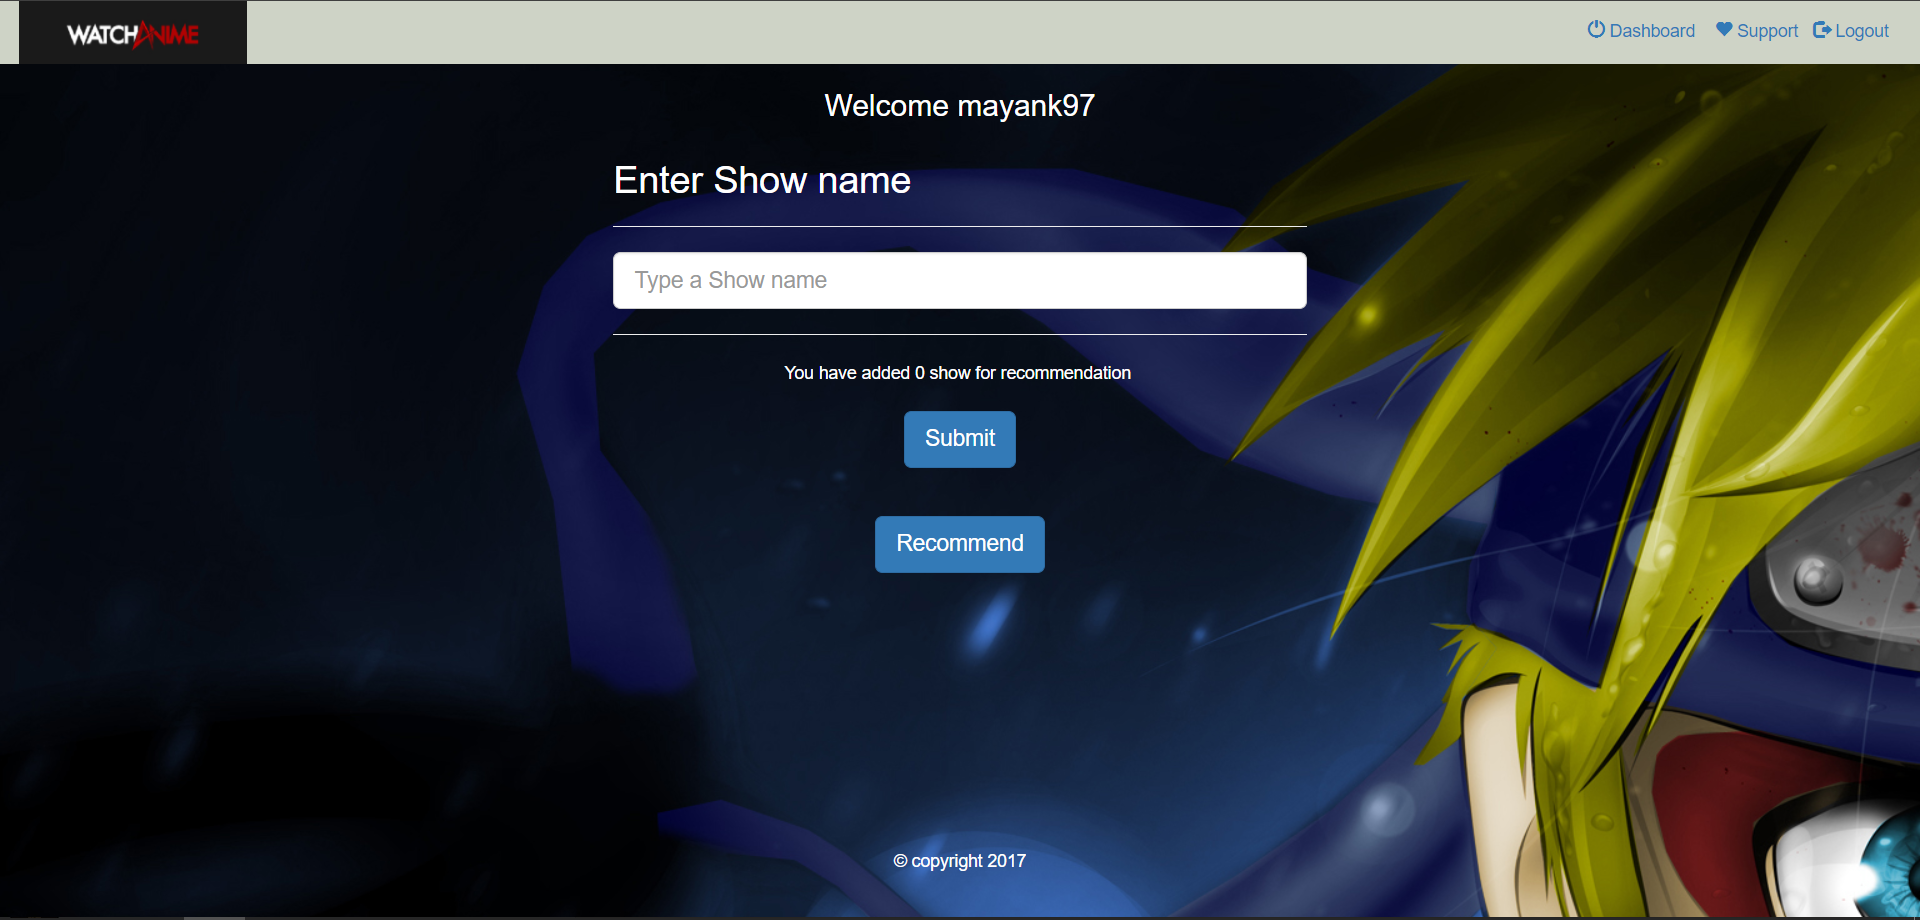 WATCHANIME
Dashboard Support Logout
Welcome mayank97
Enter Show name
Type a Show name
You have added 0 show for recommendation
Submit
Recommend
© copyright 2017